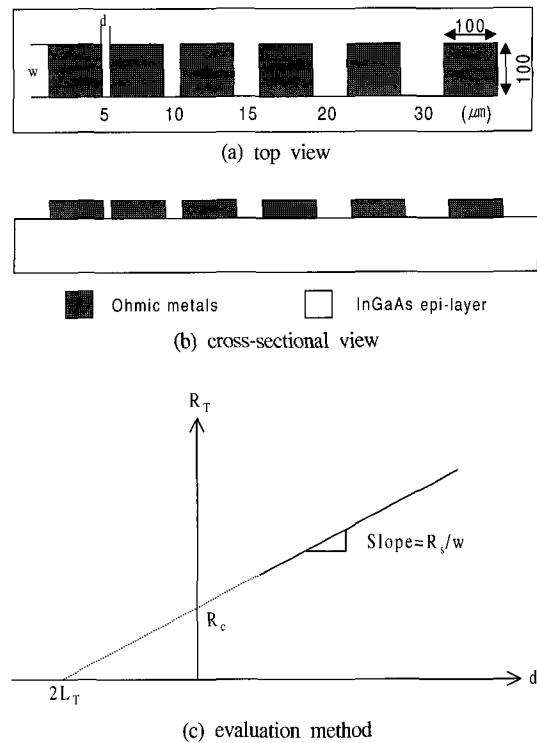 d
100
w
100
5 10 15 20 30 (μm)
(a) top view
Ohmic metals InGaAs epi-layer
(b) cross-sectional view
R_T
Slope=R_s/w
R_c
2L_T d
(c) evaluation method